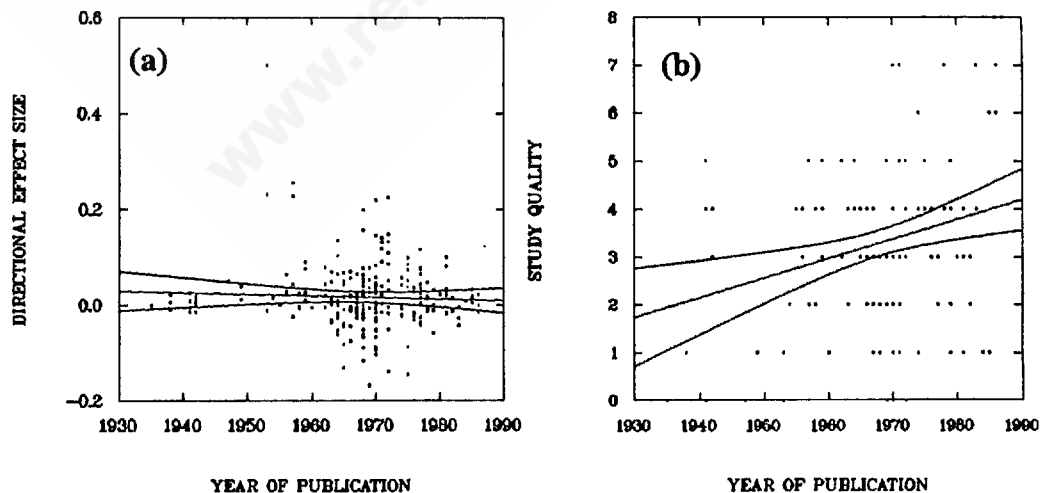 (a)
DIRECTIONAL EFFECT SIZE
0.6
0.4
0.2
0.0
−0.2
1930 1940 1950 1960 1970 1980 1990
YEAR OF PUBLICATION
(b)
STUDY QUALITY
8
7
6
5
4
3
2
1
0
1930 1940 1950 1960 1970 1980 1990
YEAR OF PUBLICATION